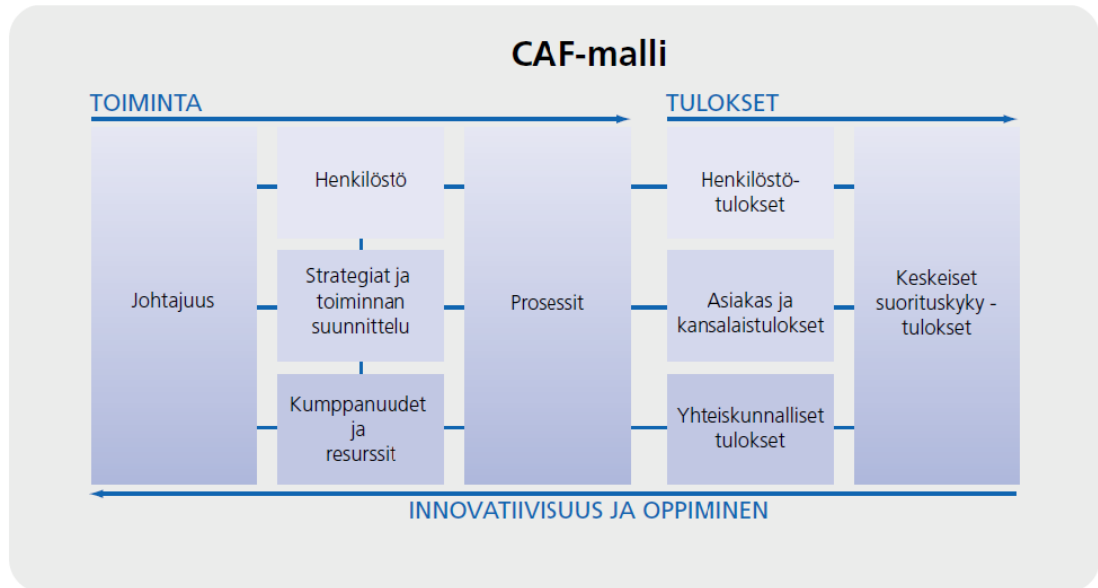 CAF-malli
TOIMINTA
TULOKSET
Johtajuus
Henkilöstö
Strategiat ja
toiminnan
suunnittelu
Kumppanuudet
ja
resurssit
Prosessit
Henkilöstö-
tulokset
Asiakas ja
kansalaistulokset
Yhteiskunnalliset
tulokset
Keskeiset
suorituskyky -
tulokset
INNOVATIIVISUUS JA OPPIMINEN